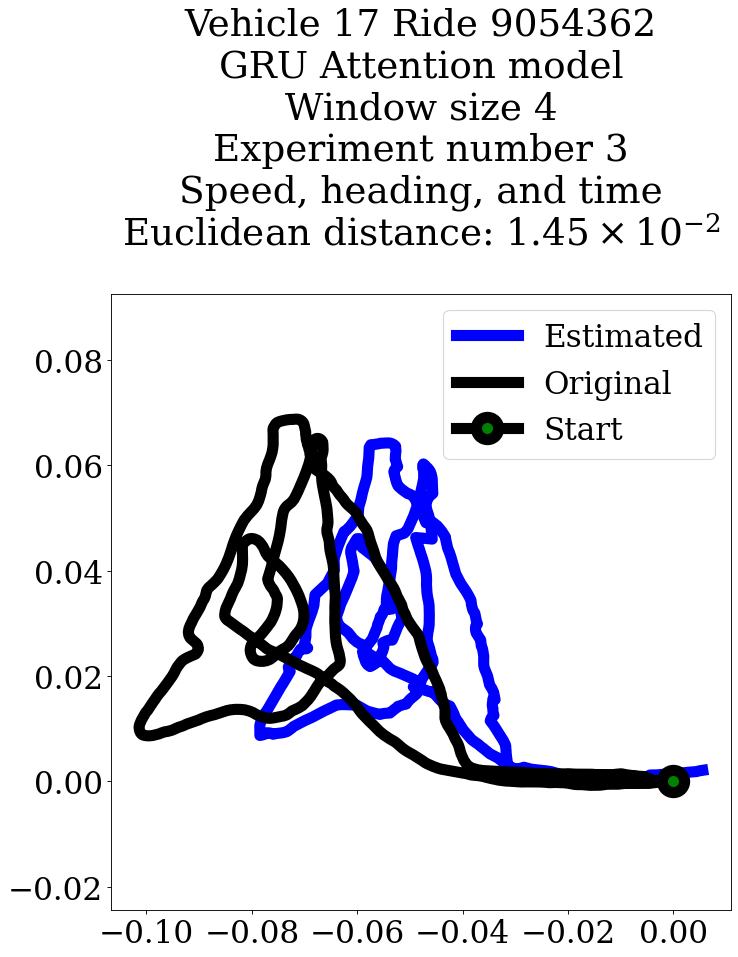 Vehicle 17 Ride 9054362
GRU Attention model
Window size 4
Experiment number 3
Speed, heading, and time
Euclidean distance: 1.45 × 10⁻²
Estimated
Original
Start
0.08
0.06
0.04
0.02
0.00
−0.02
−0.10 −0.08 −0.06 −0.04 −0.02 0.00